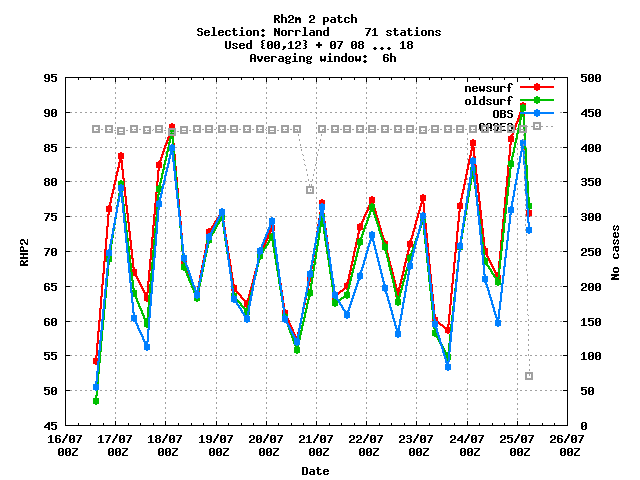 Rh2m 2 patch
Selection: Norrland 71 stations
Used {00,12} + 07 08 ... 18
Averaging window: 6h
95 500
newsurf
oldsurf
90 450
OBS
CASES
85 400
80 350
75 300
70 250
RHP2
No cases
65 200
60 150
55 100
50 50
45 0
16/07 17/07 18/07 19/07 20/07 21/07 22/07 23/07 24/07 25/07 26/07
00Z 00Z 00Z 00Z 00Z 00Z 00Z 00Z 00Z 00Z 00Z
Date